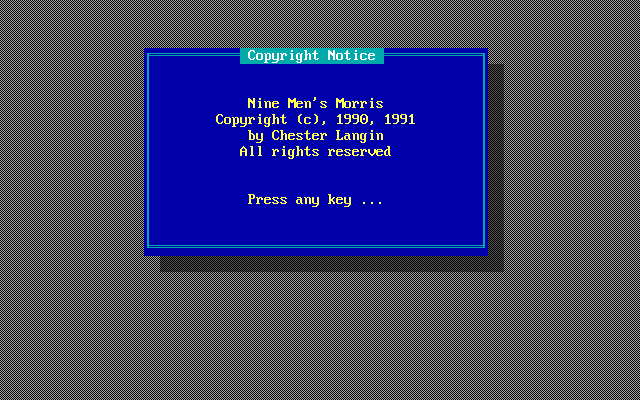 Copyright Notice
Nine Men's Morris
Copyright (c), 1990, 1991
by Chester Langin
All rights reserved
Press any key ...